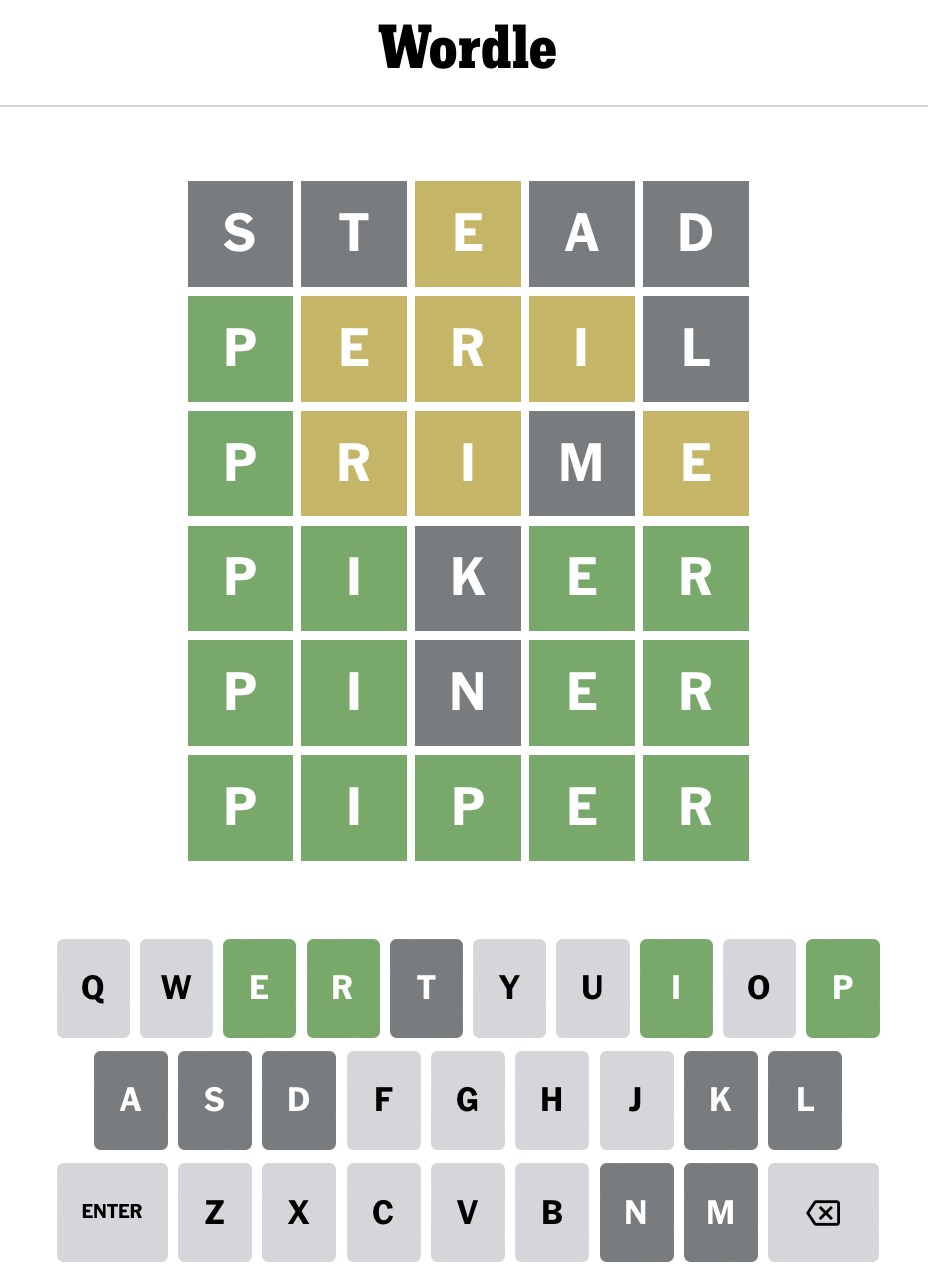 Wordle
S T E A D
P E R I L
P R I M E
P I K E R
P I N E R
P I P E R
Q W E R T Y U I O P
A S D F G H J K L
ENTER Z X C V B N M